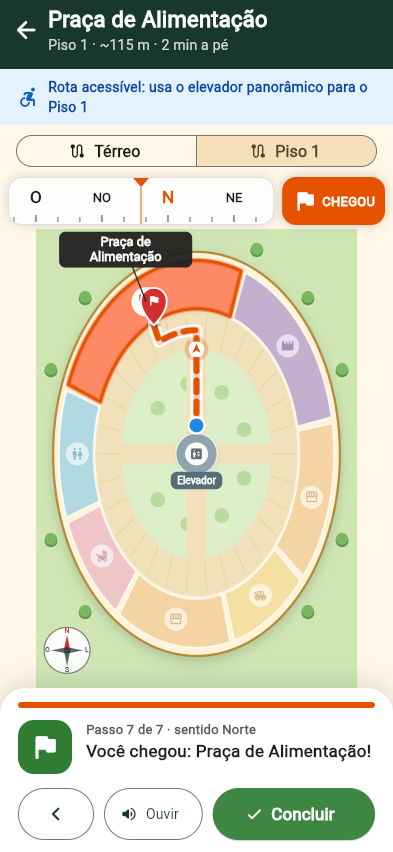 Praça de Alimentação
Piso 1 · ~115 m · 2 min a pé
Rota acessível: usa o elevador panorâmico para o
Piso 1
Térreo
Piso 1
O NO N NE
CHEGOU
Praça de
Alimentação
Elevador
N
O L
S
Passo 7 de 7 · sentido Norte
Você chegou: Praça de Alimentação!
Ouvir
Concluir